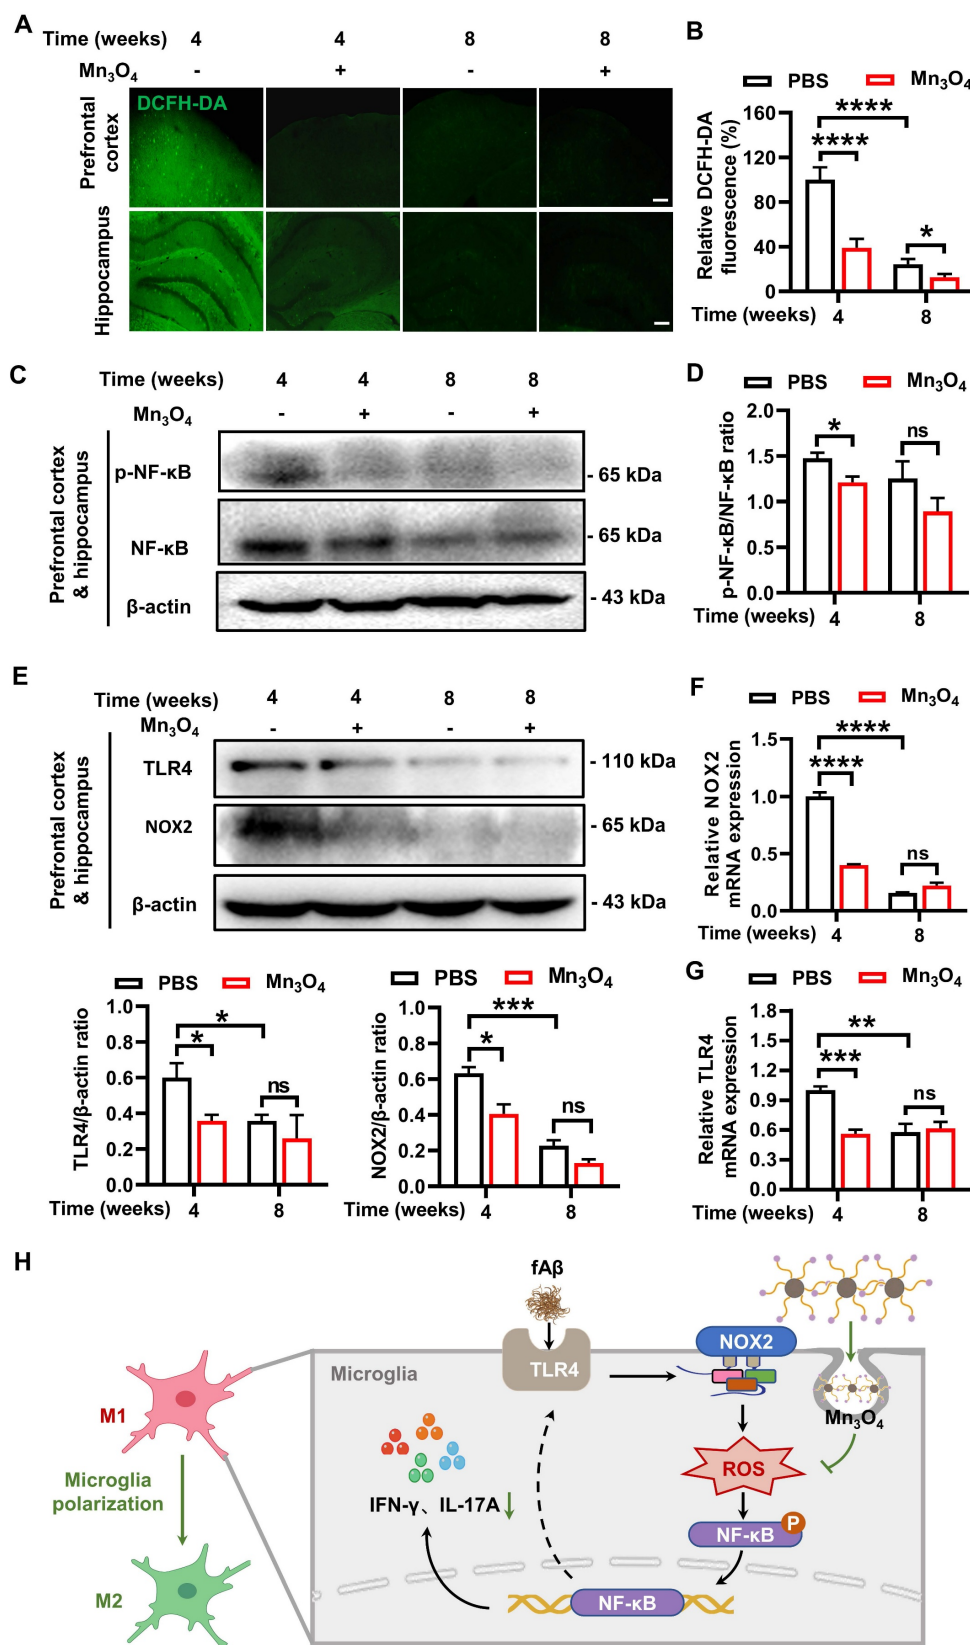 A
Time (weeks) 4 4 8 8
Mn₃O₄ - + - +
DCFH-DA
Prefrontal cortex
Hippocampus
B
PBS Mn₃O₄
Relative DCFH-DA fluorescence (%)
160
120
80
40
0
****
****
*
Time (weeks) 4 8
C
Time (weeks) 4 4 8 8
Mn₃O₄ - + - +
Prefrontal cortex & hippocampus
p-NF-κB - 65 kDa
NF-κB - 65 kDa
β-actin - 43 kDa
D
PBS Mn₃O₄
p-NF-κB/NF-κB ratio
2.0
1.5
1.0
0.5
0.0
*
ns
Time (weeks) 4 8
E
Time (weeks) 4 4 8 8
Mn₃O₄ - + - +
Prefrontal cortex & hippocampus
TLR4 - 110 kDa
NOX2 - 65 kDa
β-actin - 43 kDa
PBS Mn₃O₄
TLR4/β-actin ratio
1.0
0.8
0.6
0.4
0.2
0.0
*
*
ns
Time (weeks) 4 8
PBS Mn₃O₄
NOX2/β-actin ratio
1.0
0.8
0.6
0.4
0.2
0.0
***
*
ns
Time (weeks) 4 8
F
PBS Mn₃O₄
Relative NOX2 mRNA expression
1.5
1.0
0.5
0.0
****
****
ns
Time (weeks) 4 8
G
PBS Mn₃O₄
Relative TLR4 mRNA expression
1.8
1.5
1.2
0.9
0.6
0.3
0.0
**
***
ns
Time (weeks) 4 8
H
fAβ
NOX2
Microglia
TLR4
M1
Mn₃O₄
ROS
Microglia
polarization
IFN-γ、IL-17A
P
NF-κB
M2
NF-κB